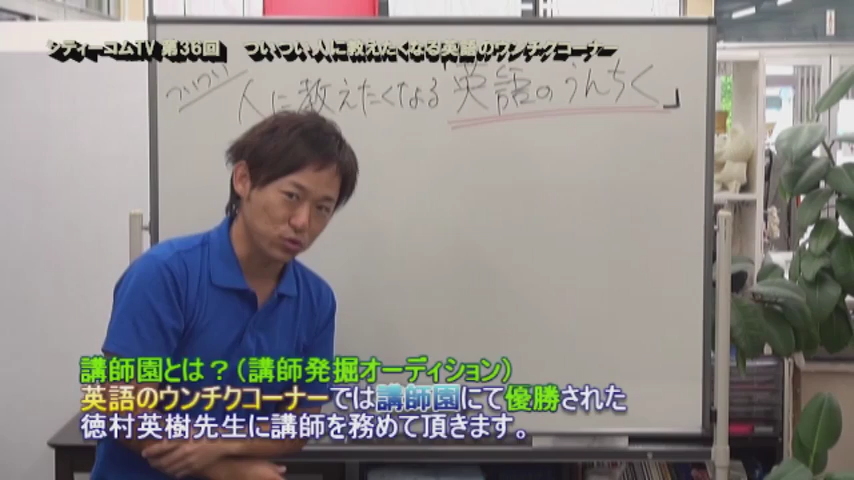 シティーコムTV 第36回　ついつい人に教えたくなる英語のウンチクコーナー
ついつい
人に教えたくなる「英語のうんちく」
講師園とは？（講師発掘オーディション）
英語のウンチクコーナーでは講師園にて優勝された
徳村英樹先生に講師を務めて頂きます。